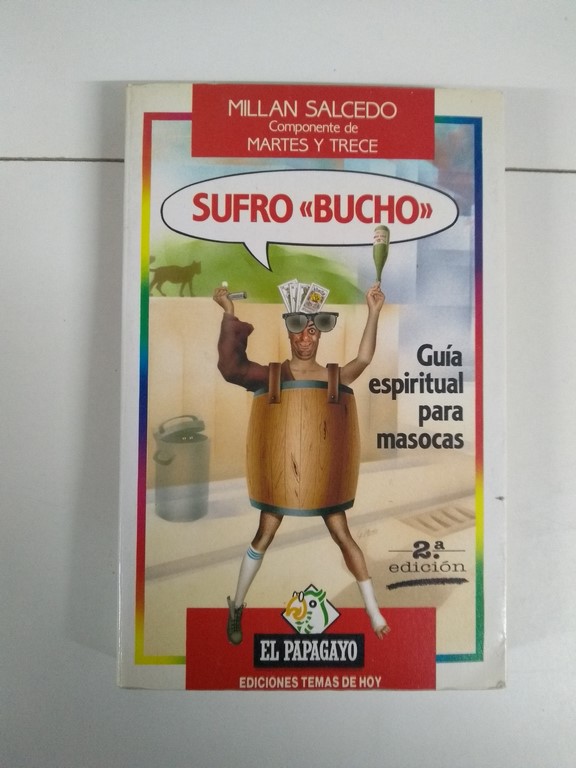 MILLAN SALCEDO
Componente de
MARTES Y TRECE
SUFRO «BUCHO»
Guía
espiritual
para
masocas
2.ª
edición
EL PAPAGAYO
EDICIONES TEMAS DE HOY